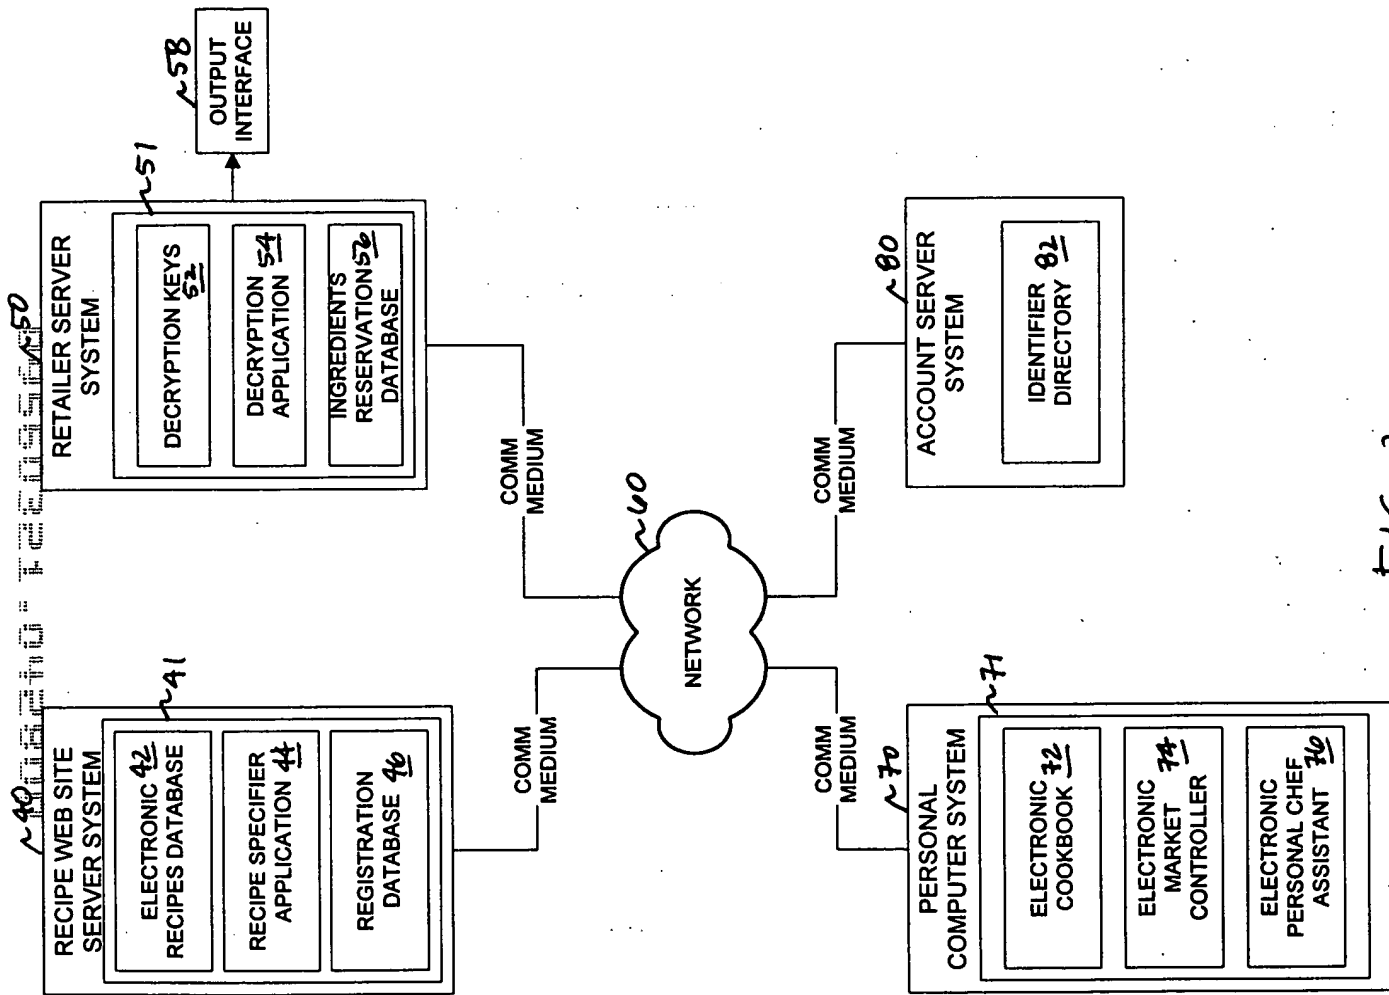 ~40
RECIPE WEB SITE
SERVER SYSTEM
~41
ELECTRONIC 42
RECIPES DATABASE
RECIPE SPECIFIER
APPLICATION 44
REGISTRATION
DATABASE 46
COMM
MEDIUM
~50
RETAILER SERVER
SYSTEM
~51
DECRYPTION KEYS
52
DECRYPTION
APPLICATION 54
INGREDIENTS
RESERVATION 56
DATABASE
COMM
MEDIUM
~58
OUTPUT
INTERFACE
~60
NETWORK
~70
PERSONAL
COMPUTER SYSTEM
~71
ELECTRONIC
COOKBOOK 72
ELECTRONIC
MARKET 74
CONTROLLER
ELECTRONIC
PERSONAL CHEF
ASSISTANT 76
COMM
MEDIUM
~80
ACCOUNT SERVER
SYSTEM
IDENTIFIER
DIRECTORY 82
COMM
MEDIUM